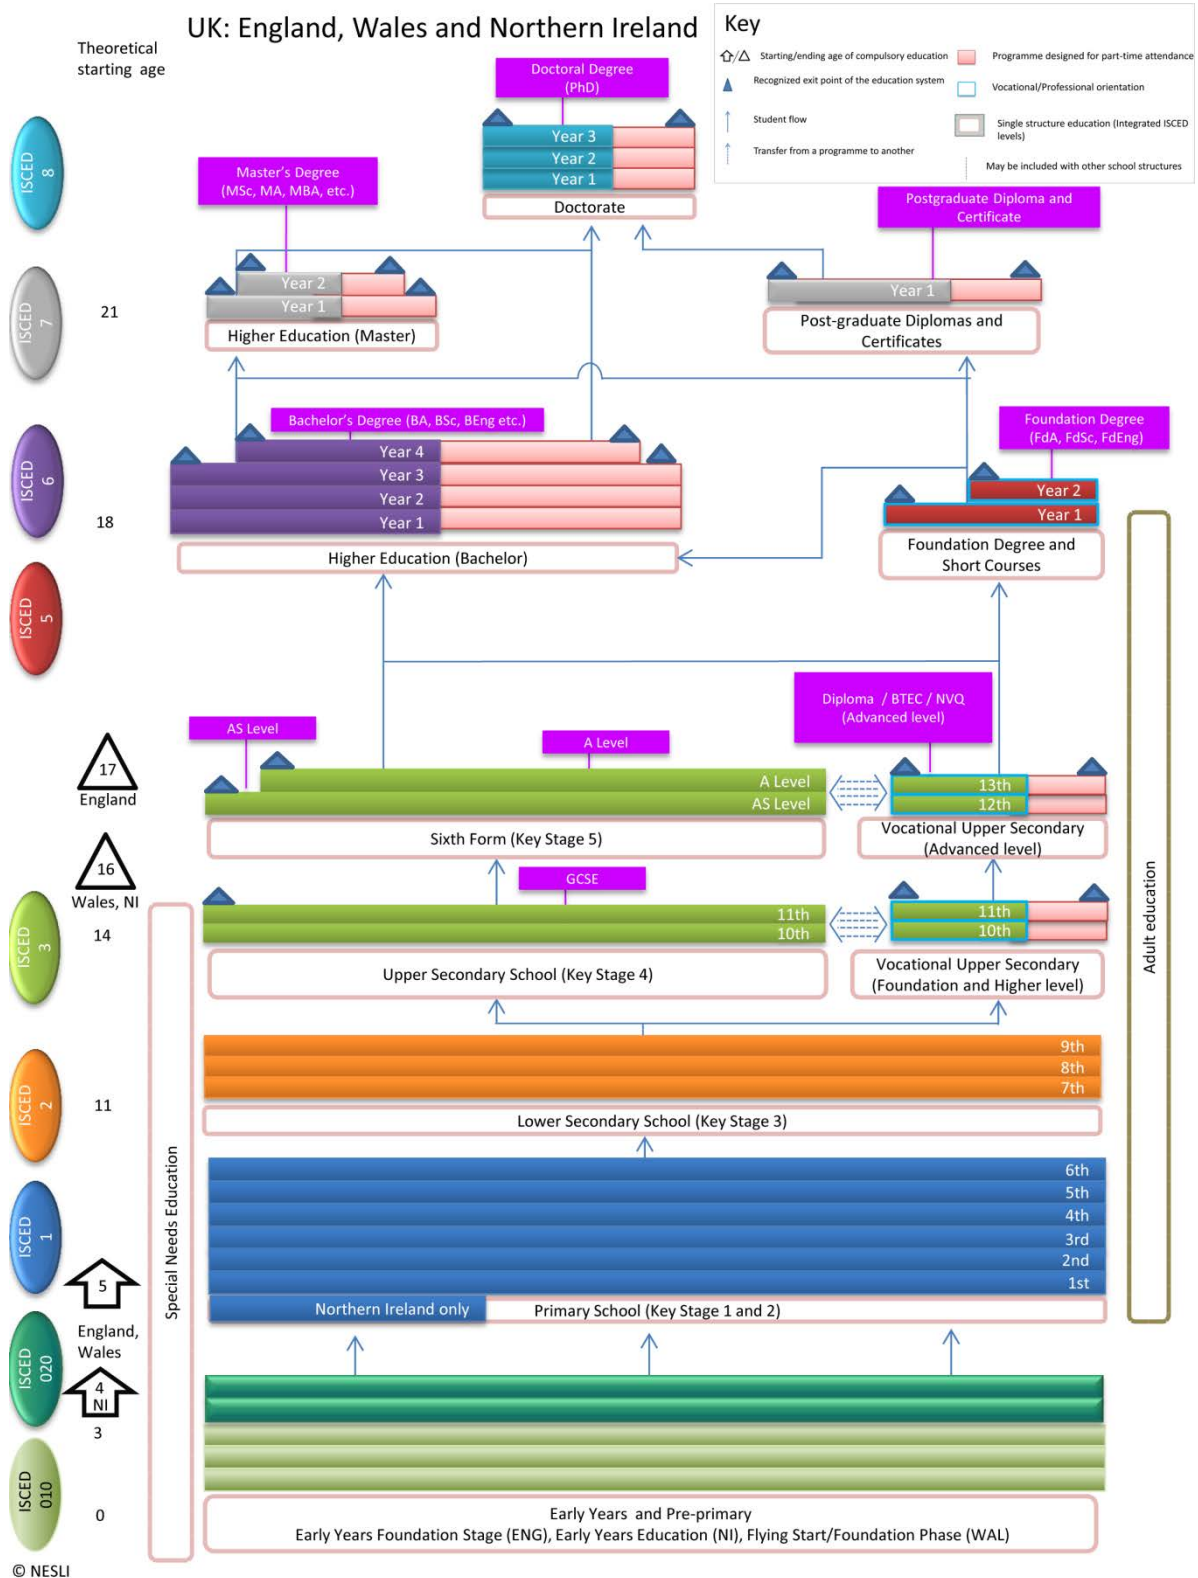 UK: England, Wales and Northern Ireland
Theoretical
starting age
Key
Starting/ending age of compulsory education
Programme designed for part-time attendance
Recognized exit point of the education system
Vocational/Professional orientation
Student flow
Single structure education (Integrated ISCED
levels)
Transfer from a programme to another
May be included with other school structures
Doctoral Degree
(PhD)
ISCED
8
Year 3
Year 2
Year 1
Doctorate
Master's Degree
(MSc, MA, MBA, etc.)
Postgraduate Diploma and
Certificate
ISCED
7
21
Year 2
Year 1
Higher Education (Master)
Year 1
Post-graduate Diplomas and
Certificates
Bachelor's Degree (BA, BSc, BEng etc.)
Foundation Degree
(FdA, FdSc, FdEng)
ISCED
6
18
Year 4
Year 3
Year 2
Year 1
Higher Education (Bachelor)
Year 2
Year 1
Foundation Degree and
Short Courses
ISCED
5
Diploma / BTEC / NVQ
(Advanced level)
AS Level
A Level
17
England
A Level
AS Level
Sixth Form (Key Stage 5)
13th
12th
Vocational Upper Secondary
(Advanced level)
16
Wales, NI
GCSE
ISCED
3
14
11th
10th
Upper Secondary School (Key Stage 4)
11th
10th
Vocational Upper Secondary
(Foundation and Higher level)
Adult education
ISCED
2
11
9th
8th
7th
Lower Secondary School (Key Stage 3)
Special Needs Education
ISCED
1
6th
5th
4th
3rd
2nd
1st
5
England,
Wales
Northern Ireland only
Primary School (Key Stage 1 and 2)
ISCED
020
4
NI
3
ISCED
010
0
Early Years and Pre-primary
Early Years Foundation Stage (ENG), Early Years Education (NI), Flying Start/Foundation Phase (WAL)
© NESLI